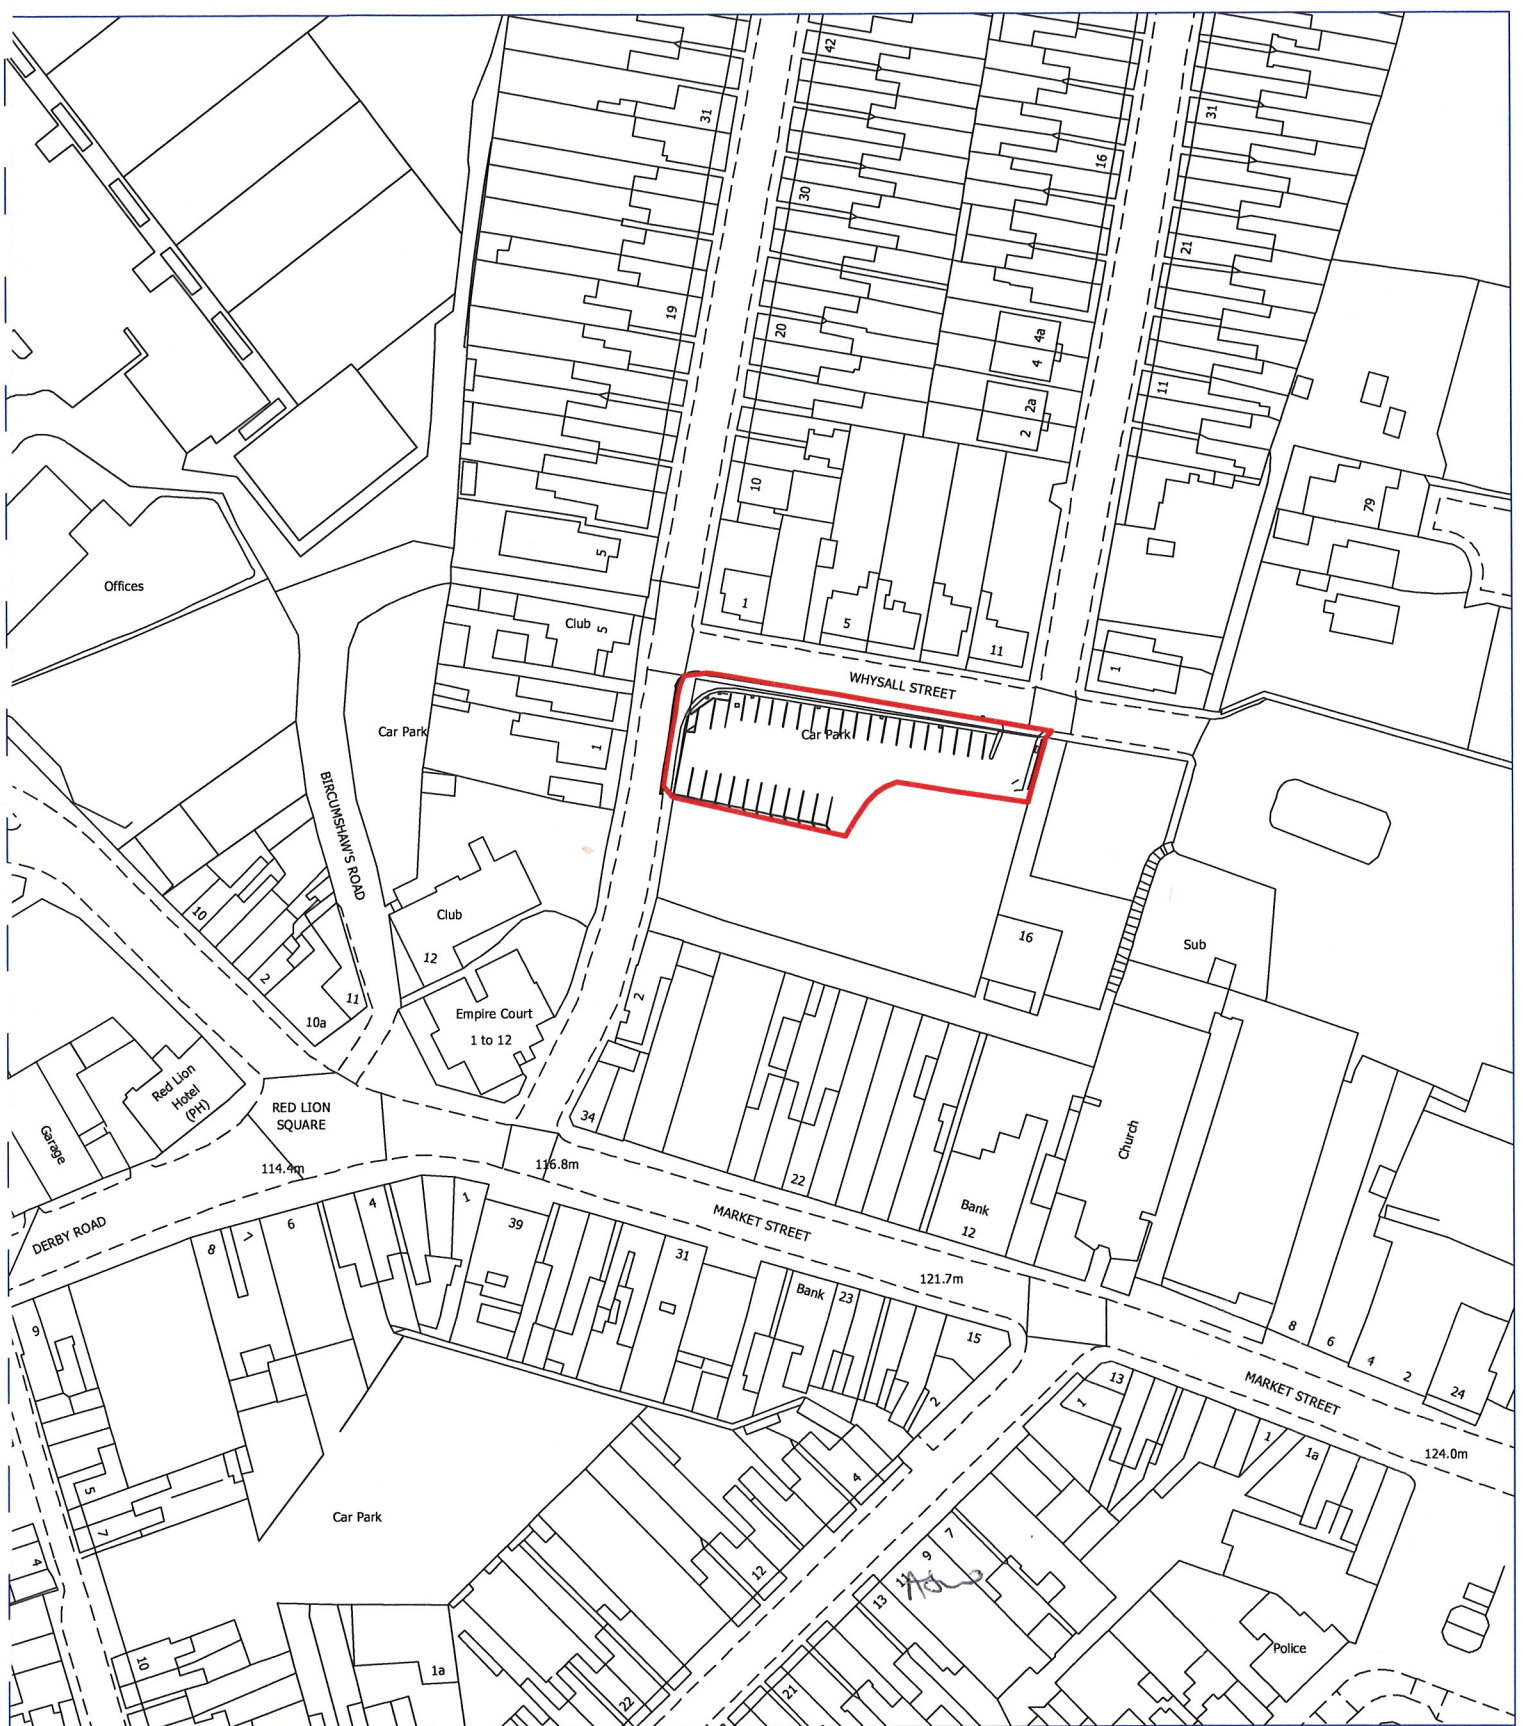 42
31
31
16
30
21
19
4a
20
4
11
2a
2
10
79
5
Offices
1
Club
5
5
11
1
WHYSALL STREET
Car Park
Car Park
1
BIRCUMSHAW'S ROAD
10
Club
16
Sub
12
2
2
11
Empire Court
1 to 12
10a
Red Lion
Hotel
(PH)
RED LION
SQUARE
34
Garage
Church
114.4m
116.8m
22
4
1
Bank
12
DERBY ROAD
8
7
6
39
MARKET STREET
31
121.7m
Bank
23
9
15
8
6
4
2
24
2
13
1
MARKET STREET
1
1a
124.0m
4
5
7
Car Park
7
9
4
12
11
13
10
Police
1a
21
22